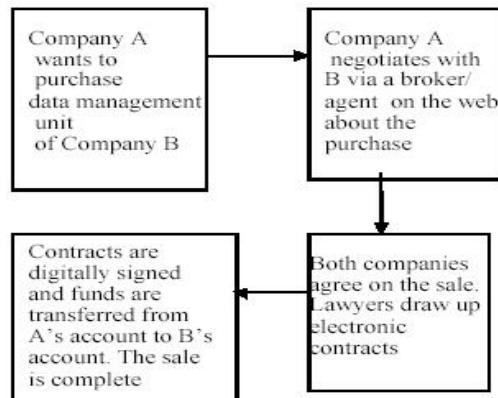 Company A
wants to
purchase
data management
unit
of Company B
Company A
negotiates with
B via a broker/
agent on the web
about the
purchase
Both companies
agree on the sale.
Lawyers draw up
electronic
contracts
Contracts are
digitally signed
and funds are
transferred from
A's account to B's
account. The sale
is complete